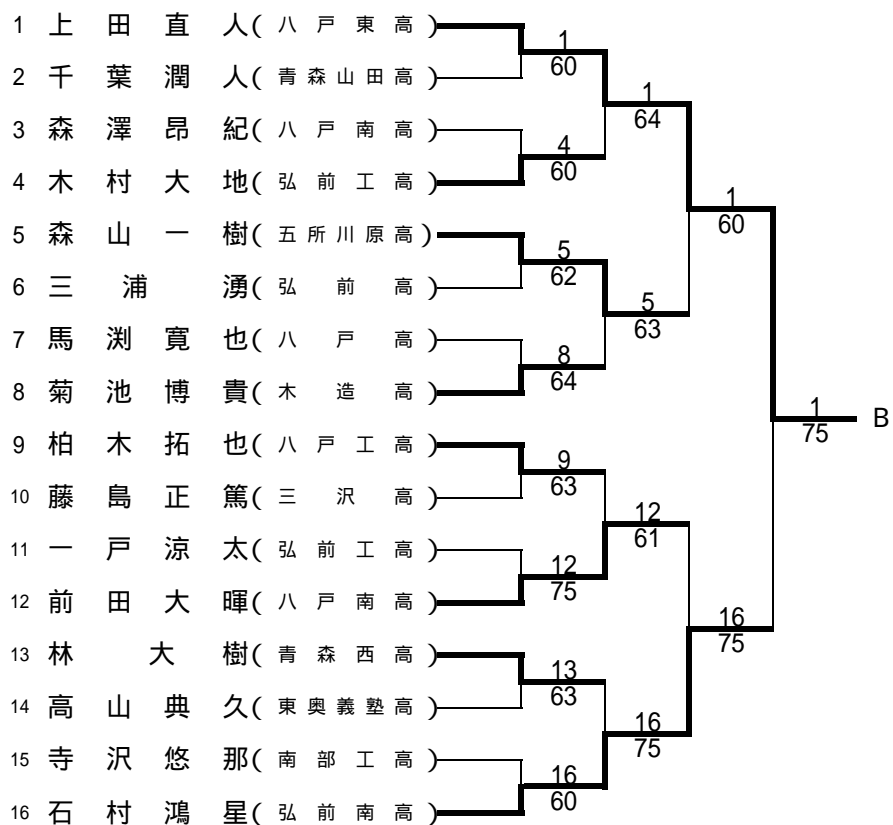 1 上田直人(八戸東高)
2 千葉潤人(青森山田高)
3 森澤昂紀(八戸南高)
4 木村大地(弘前工高)
5 森山一樹(五所川原高)
6 三浦湧(弘前高)
7 馬渕寛也(八戸高)
8 菊池博貴(木造高)
9 柏木拓也(八戸工高)
10 藤島正篤(三沢高)
11 一戸涼太(弘前工高)
12 前田大暉(八戸南高)
13 林大樹(青森西高)
14 高山典久(東奥義塾高)
15 寺沢悠那(南部工高)
16 石村鴻星(弘前南高)
1
60
4
60
5
62
8
64
9
63
12
75
13
63
16
60
1
64
5
63
12
61
16
75
1
60
16
75
1
75
B